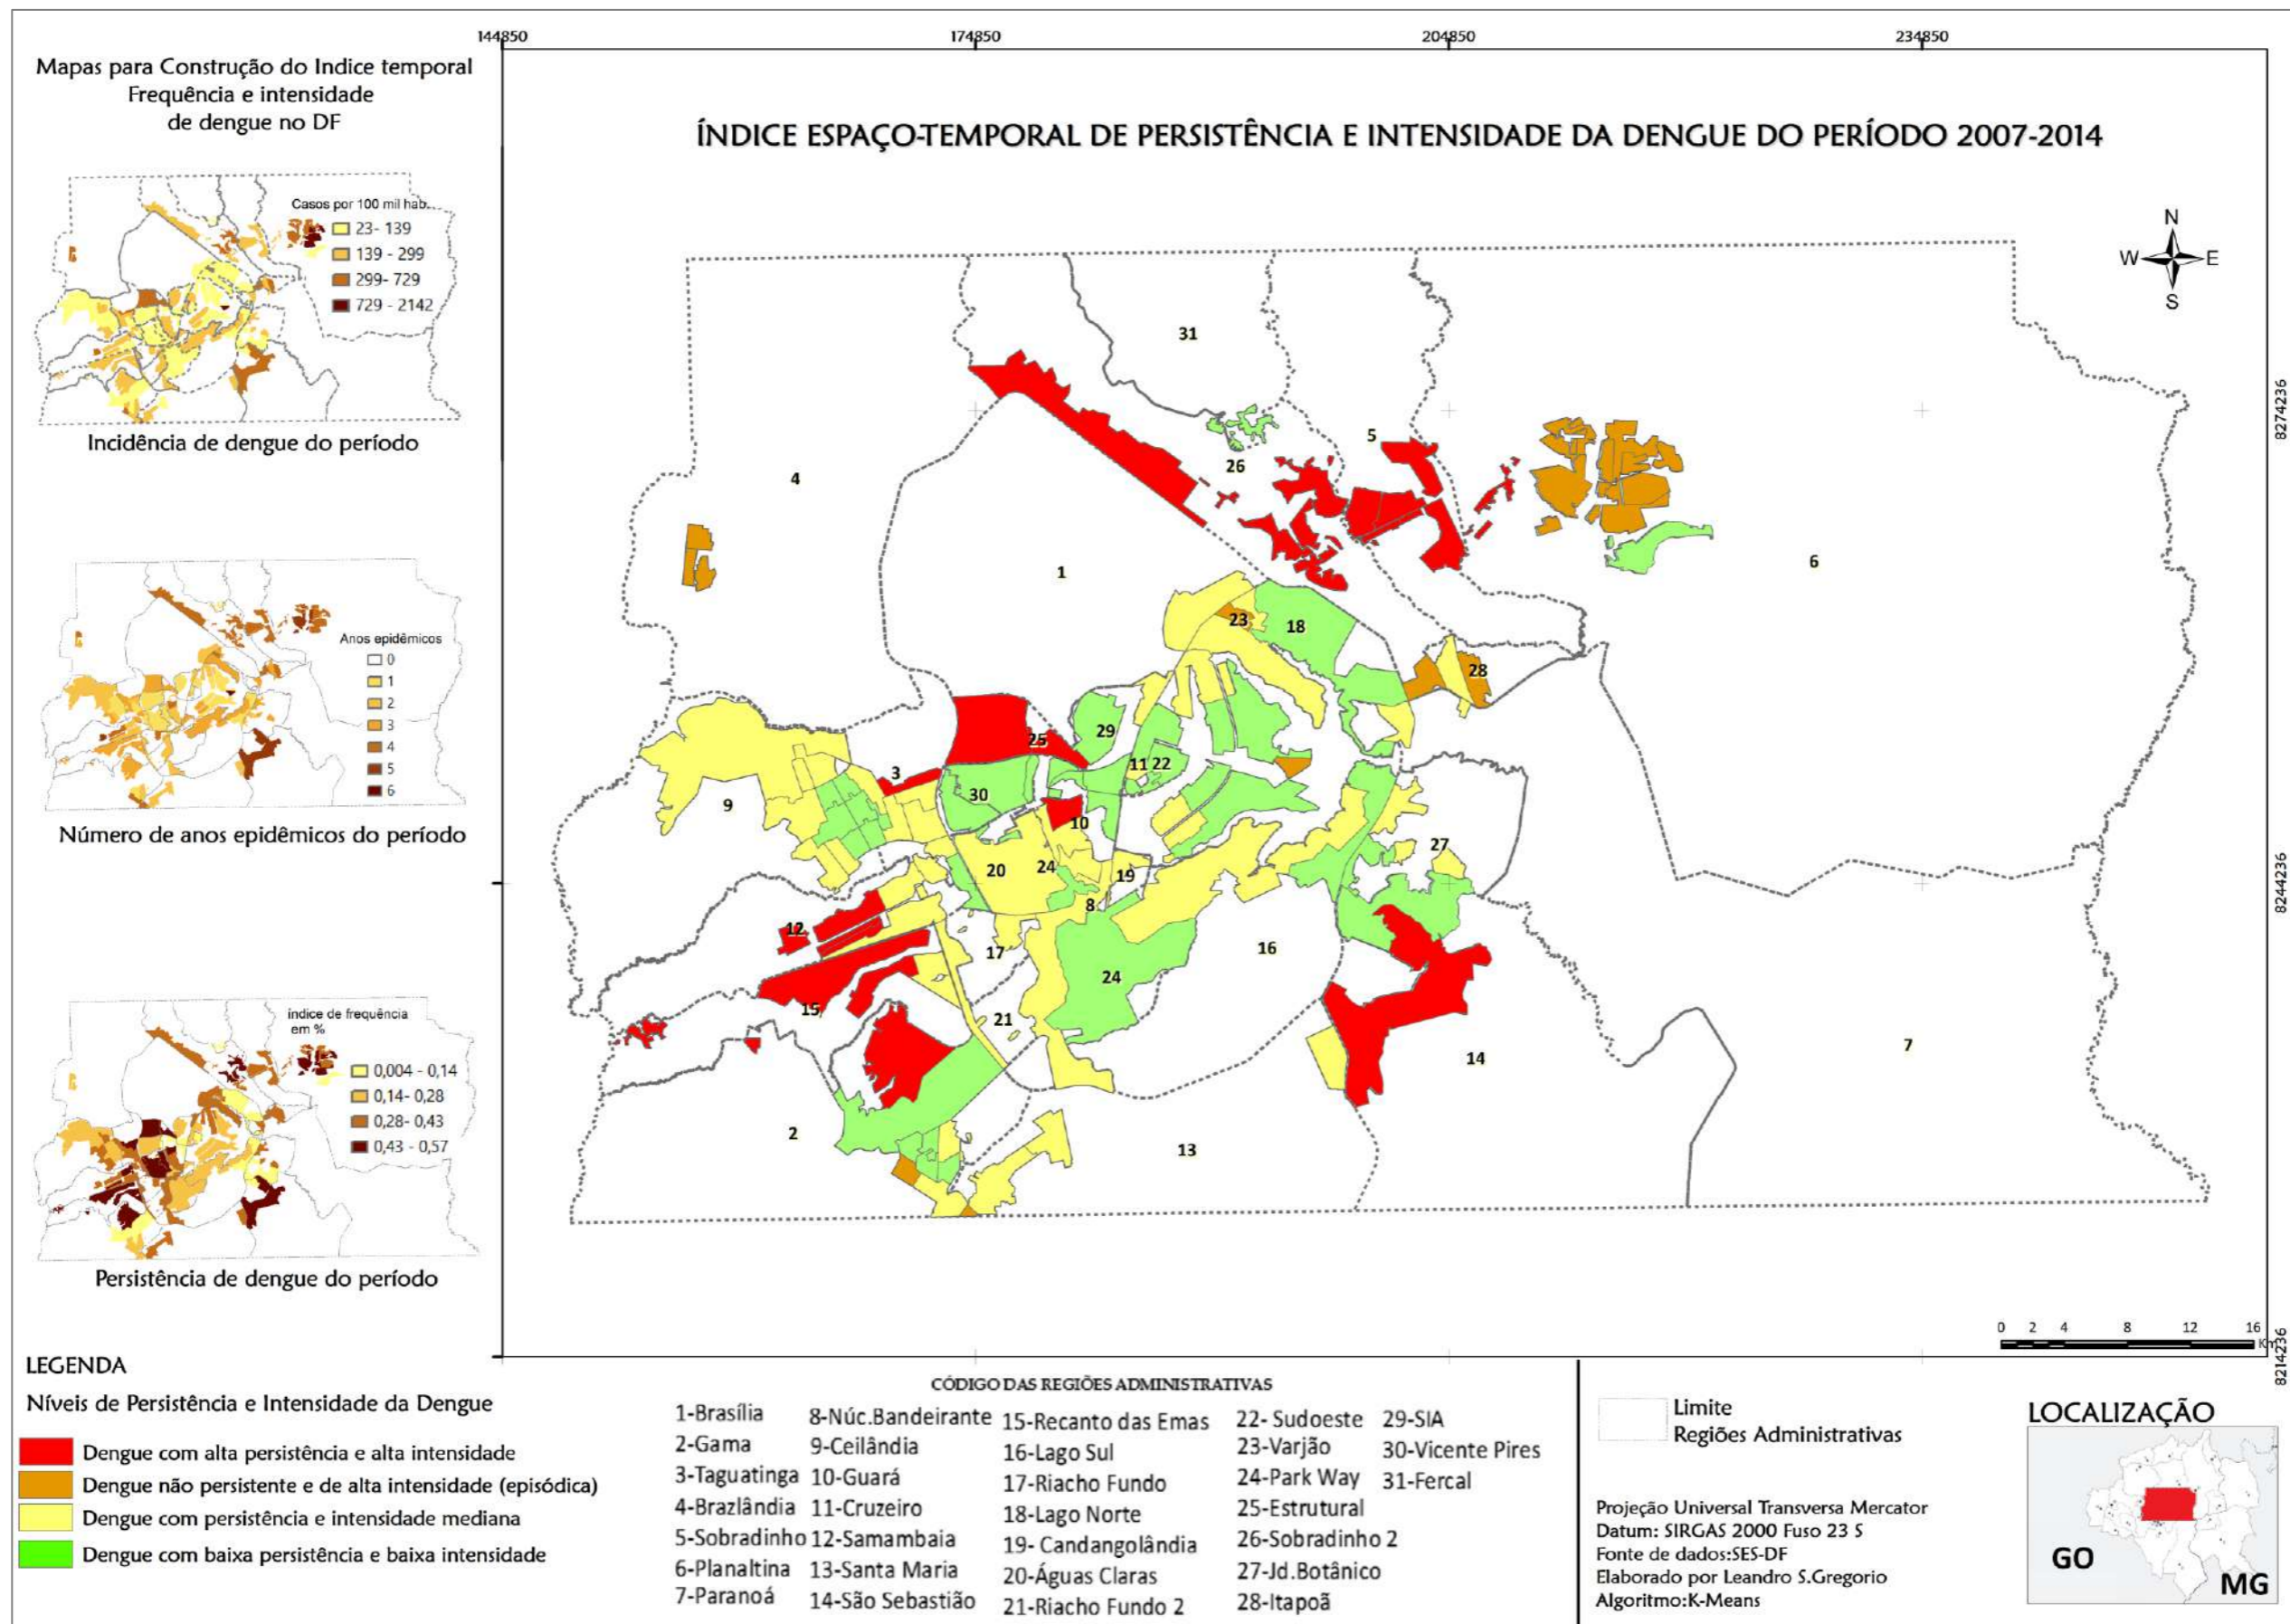 144850
174850
204850
234850
Mapas para Construção do Indice temporal
Frequência e intensidade
de dengue no DF
ÍNDICE ESPAÇO-TEMPORAL DE PERSISTÊNCIA E INTENSIDADE DA DENGUE DO PERÍODO 2007-2014
Casos por 100 mil hab.
23- 139
139 - 299
299- 729
729 - 2142
Incidência de dengue do período
Anos epidêmicos
0
1
2
3
4
5
6
Número de anos epidêmicos do período
índice de frequência
em %
0,004 - 0,14
0,14- 0,28
0,28- 0,43
0,43 - 0,57
Persistência de dengue do período
N
W
E
S
31
5
26
4
1
6
23
18
28
25
29
3
11
22
30
9
10
27
20
24
19
8
12
17
16
24
15
21
14
7
2
13
8274236
8244236
8214236
0
2
4
8
12
16
Km
LEGENDA
Níveis de Persistência e Intensidade da Dengue
Dengue com alta persistência e alta intensidade
Dengue não persistente e de alta intensidade (episódica)
Dengue com persistência e intensidade mediana
Dengue com baixa persistência e baixa intensidade
CÓDIGO DAS REGIÕES ADMINISTRATIVAS
1-Brasília
2-Gama
3-Taguatinga
4-Brazlândia
5-Sobradinho
6-Planaltina
7-Paranoá
8-Núc.Bandeirante
9-Ceilândia
10-Guará
11-Cruzeiro
12-Samambaia
13-Santa Maria
14-São Sebastião
15-Recanto das Emas
16-Lago Sul
17-Riacho Fundo
18-Lago Norte
19- Candangolândia
20-Águas Claras
21-Riacho Fundo 2
22- Sudoeste
23-Varjão
24-Park Way
25-Estrutural
26-Sobradinho 2
27-Jd.Botânico
28-Itapoã
29-SIA
30-Vicente Pires
31-Fercal
Limite
Regiões Administrativas
Projeção Universal Transversa Mercator
Datum: SIRGAS 2000 Fuso 23 S
Fonte de dados:SES-DF
Elaborado por Leandro S.Gregorio
Algoritmo:K-Means
LOCALIZAÇÃO
GO
MG